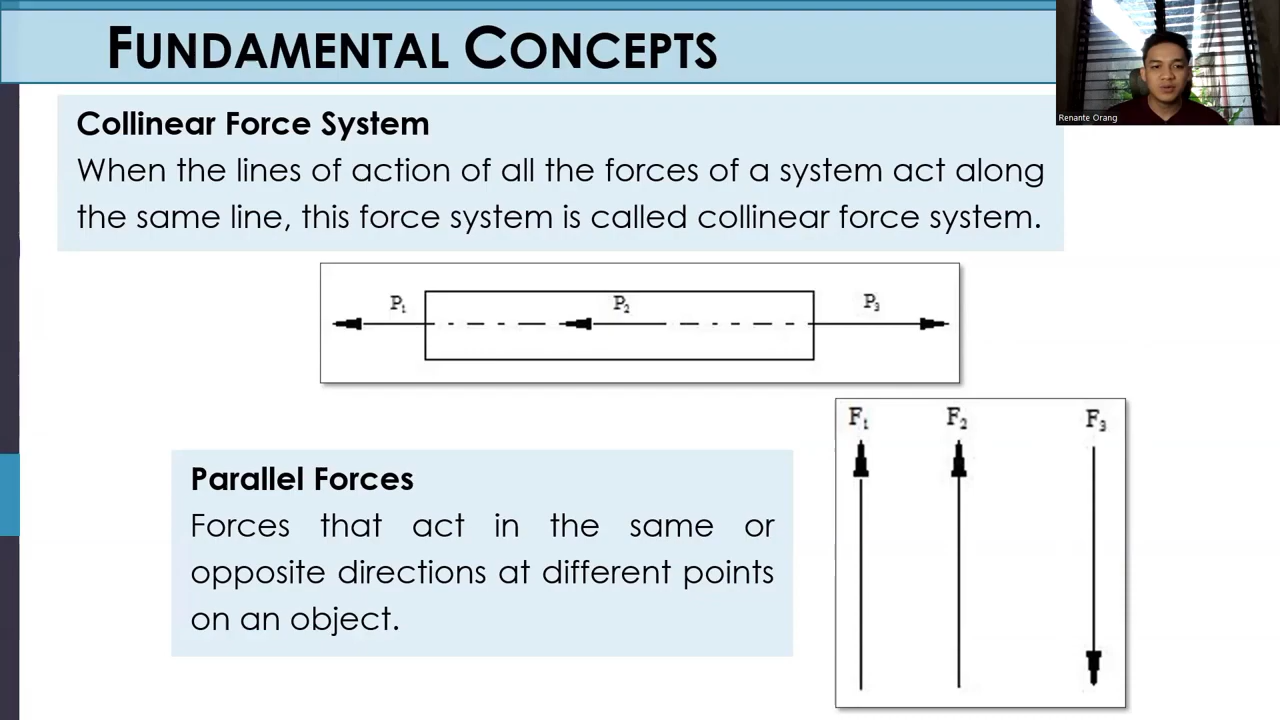 FUNDAMENTAL CONCEPTS
Renante Orang
Collinear Force System
When the lines of action of all the forces of a system act along
the same line, this force system is called collinear force system.
P₁ P₂ P₃
F₁ F₂ F₃
Parallel Forces
Forces that act in the same or
opposite directions at different points
on an object.